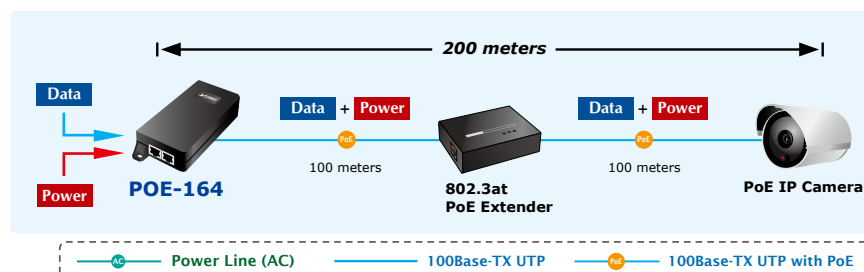 200 meters
Data
Data + Power
Data + Power
PoE
PoE
100 meters
100 meters
Power
POE-164
802.3at
PoE Extender
PoE IP Camera
AC Power Line (AC)
100Base-TX UTP
PoE 100Base-TX UTP with PoE